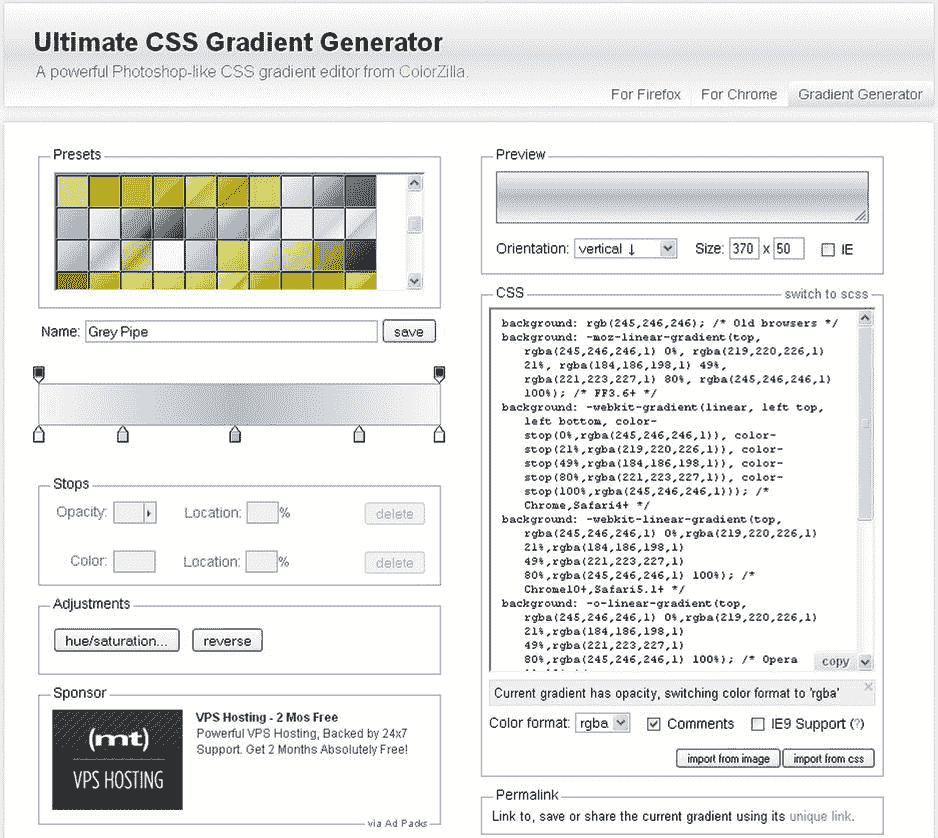 Ultimate CSS Gradient Generator
A powerful Photoshop-like CSS gradient editor from ColorZilla.
For Firefox For Chrome Gradient Generator
Presets
Name: Grey Pipe save
Stops
Opacity: Location: % delete
Color: Location: % delete
Adjustments
hue/saturation... reverse
Sponsor
(mt)
VPS HOSTING
VPS Hosting - 2 Mos Free
Powerful VPS Hosting, Backed by 24x7
Support. Get 2 Months Absolutely Free!
via Ad Packs
Preview
Orientation: vertical ↓ Size: 370 x 50 IE
CSS switch to scss
background: rgb(245,246,246); /* Old browsers */
background: -moz-linear-gradient(top,
rgba(245,246,246,1) 0%, rgba(219,220,226,1)
21%, rgba(184,186,198,1) 49%,
rgba(221,223,227,1) 80%, rgba(245,246,246,1)
100%); /* FF3.6+ */
background: -webkit-gradient(linear, left top,
left bottom, color-
stop(0%,rgba(245,246,246,1)), color-
stop(21%,rgba(219,220,226,1)), color-
stop(49%,rgba(184,186,198,1)), color-
stop(80%,rgba(221,223,227,1)), color-
stop(100%,rgba(245,246,246,1))); /*
Chrome,Safari4+ */
background: -webkit-linear-gradient(top,
rgba(245,246,246,1) 0%,rgba(219,220,226,1)
21%,rgba(184,186,198,1)
49%,rgba(221,223,227,1)
80%,rgba(245,246,246,1) 100%); /*
Chrome10+,Safari5.1+ */
background: -o-linear-gradient(top,
rgba(245,246,246,1) 0%,rgba(219,220,226,1)
21%,rgba(184,186,198,1)
49%,rgba(221,223,227,1)
80%,rgba(245,246,246,1) 100%); /* Opera
copy
Current gradient has opacity, switching color format to 'rgba'
Color format: rgba Comments IE9 Support (?)
import from image import from css
Permalink
Link to, save or share the current gradient using its unique link.